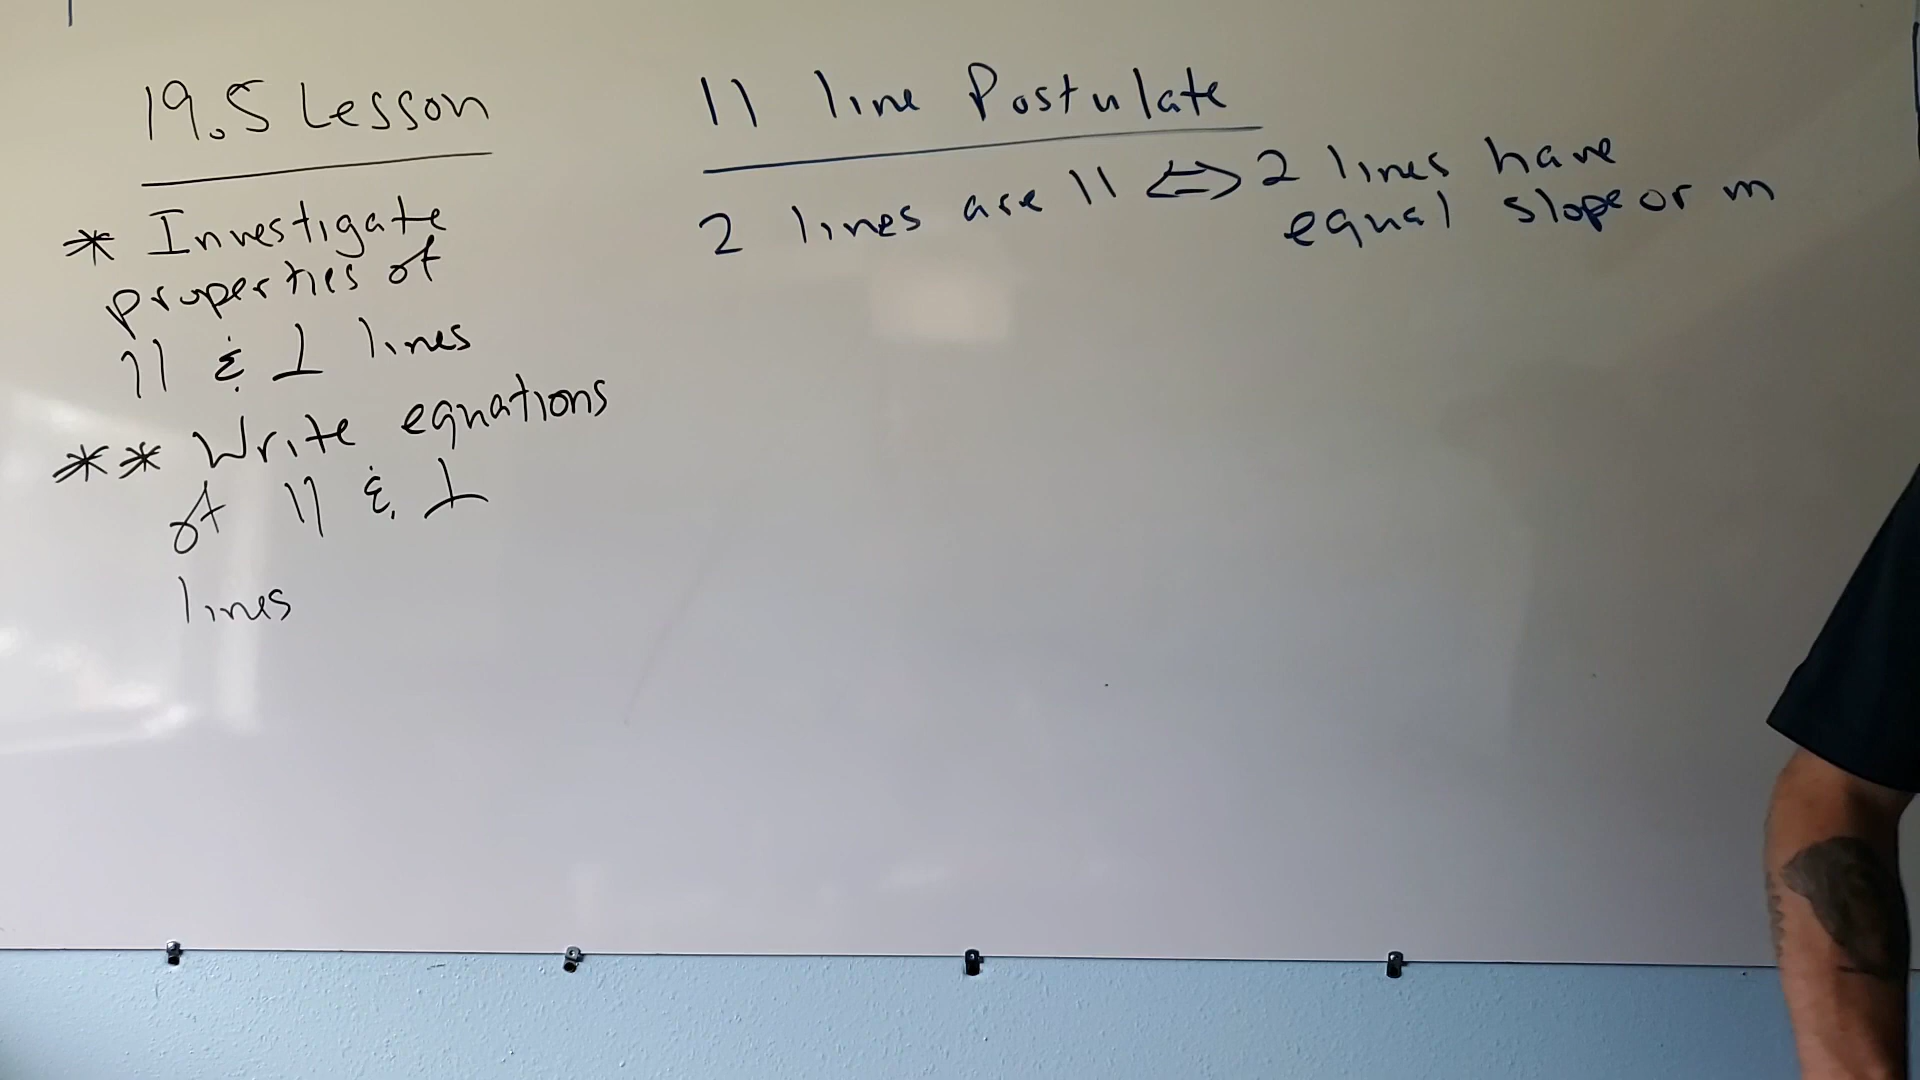 19.5 Lesson
* Investigate
properties of
|| & ⊥ lines
** Write equations
of || & ⊥
lines
|| line Postulate
2 lines are || ⇔ 2 lines have
equal slope or m